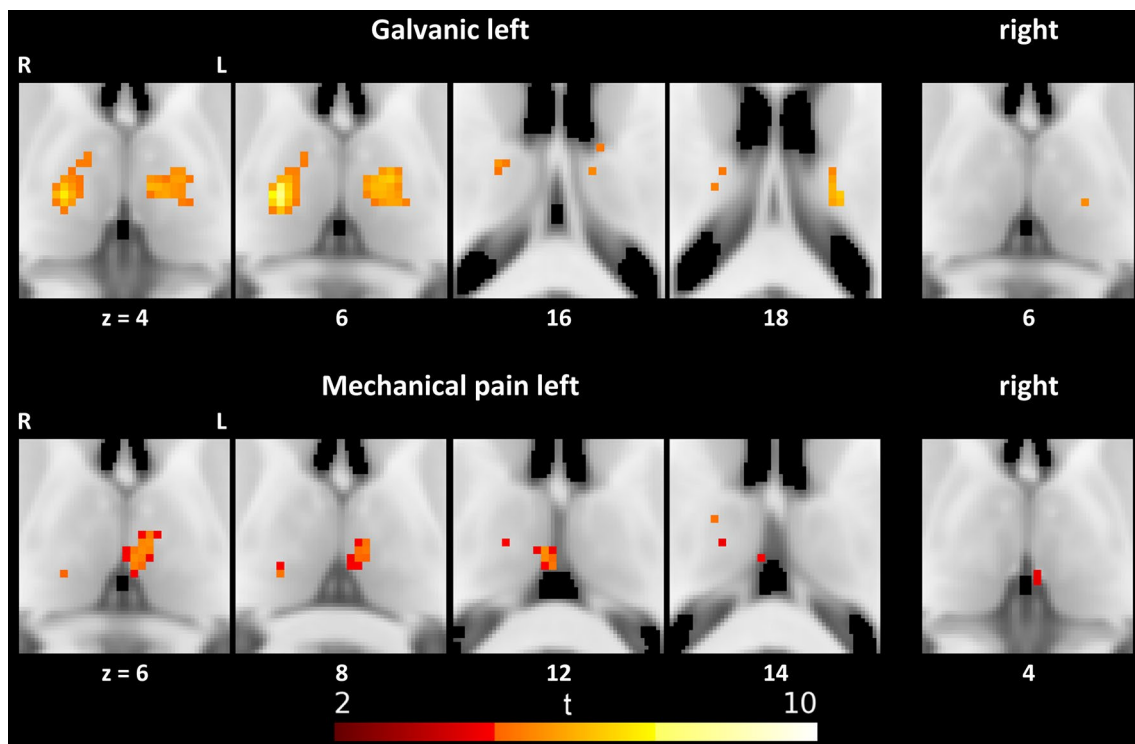 Galvanic left right
R L
z = 4 6 16 18 6
Mechanical pain left right
R L
z = 6 8 12 14 4
2 t 10